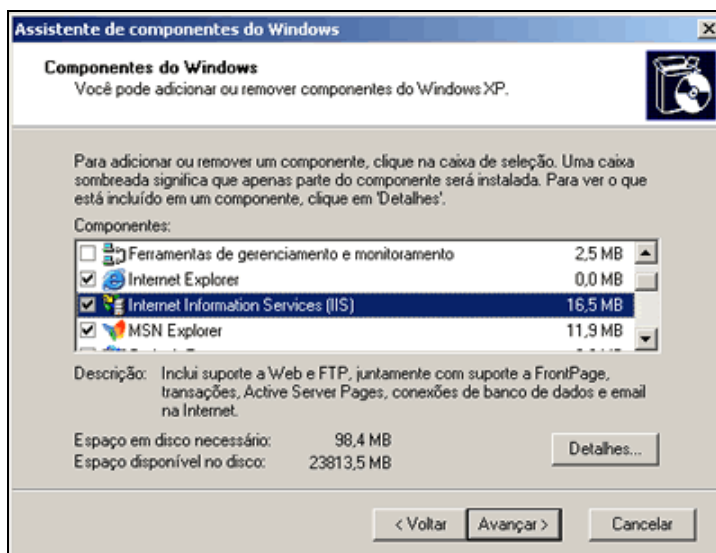 Assistente de componentes do Windows
Componentes do Windows
Você pode adicionar ou remover componentes do Windows XP.
Para adicionar ou remover um componente, clique na caixa de seleção. Uma caixa
sombreada significa que apenas parte do componente será instalada. Para ver o que
está incluído em um componente, clique em 'Detalhes'.
Componentes:
Ferramentas de gerenciamento e monitoramento 2,5 MB
Internet Explorer 0,0 MB
Internet Information Services (IIS) 16,5 MB
MSN Explorer 11,9 MB
Descrição: Inclui suporte a Web e FTP, juntamente com suporte a FrontPage,
transações, Active Server Pages, conexões de banco de dados e email
na Internet.
Espaço em disco necessário: 98,4 MB
Espaço disponível no disco: 23813,5 MB
Detalhes...
< Voltar Avançar > Cancelar